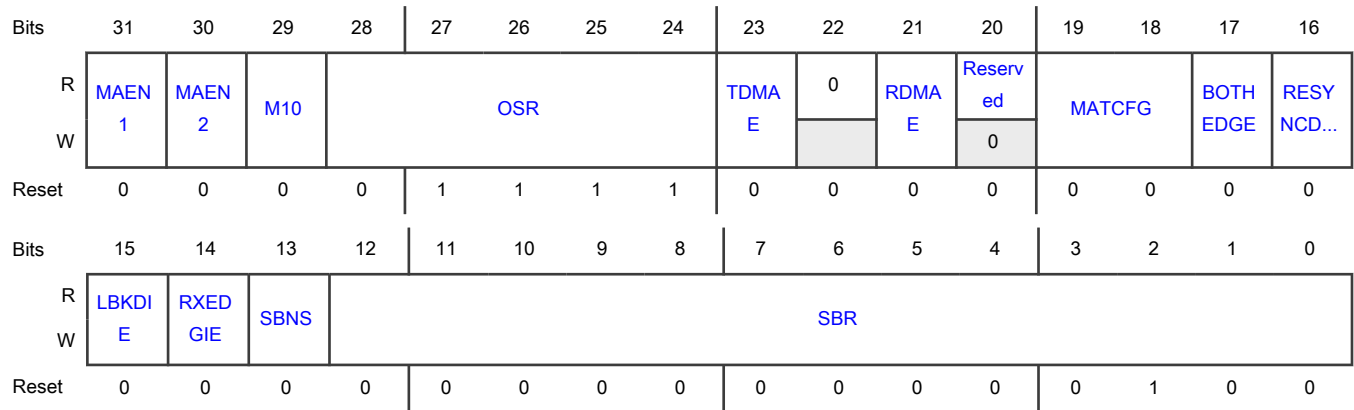 Bits 31 30 29 28 27 26 25 24 23 22 21 20 19 18 17 16
R MAEN1 MAEN2 M10 OSR TDMAE 0 RDMAE Reserved MATCFG BOTHEDGE RESYNCD...
W 0
Reset 0 0 0 0 1 1 1 1 0 0 0 0 0 0 0 0
Bits 15 14 13 12 11 10 9 8 7 6 5 4 3 2 1 0
R LBKDIE RXEDGIE SBNS SBR
W
Reset 0 0 0 0 0 0 0 0 0 0 0 0 0 1 0 0